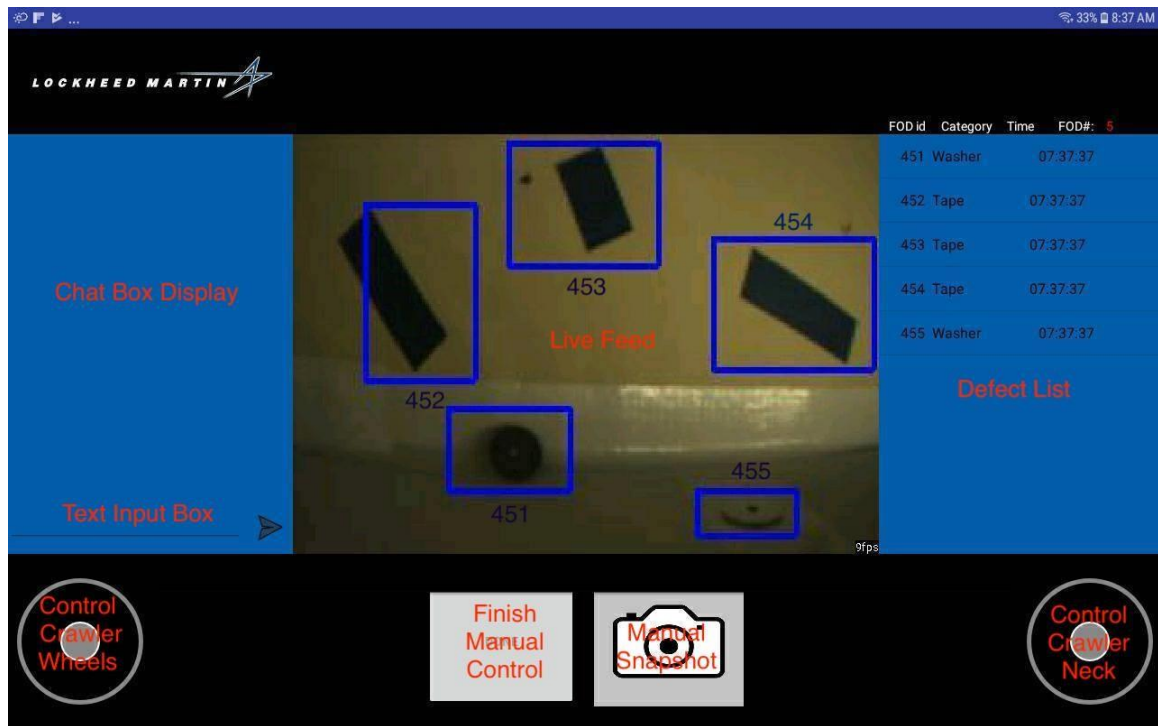 ... 33% 8:37 AM
LOCKHEED MARTIN
FOD id Category Time FOD#: 5
451 Washer 07:37:37
452 Tape 07:37:37
453 Tape 07:37:37
454 Tape 07:37:37
455 Washer 07:37:37
Defect List
Chat Box Display
Text Input Box
454
453
Live Feed
452
455
451
9fps
Control
Crawler
Wheels
Finish
Manual
Control
Manual
Snapshot
Control
Crawler
Neck